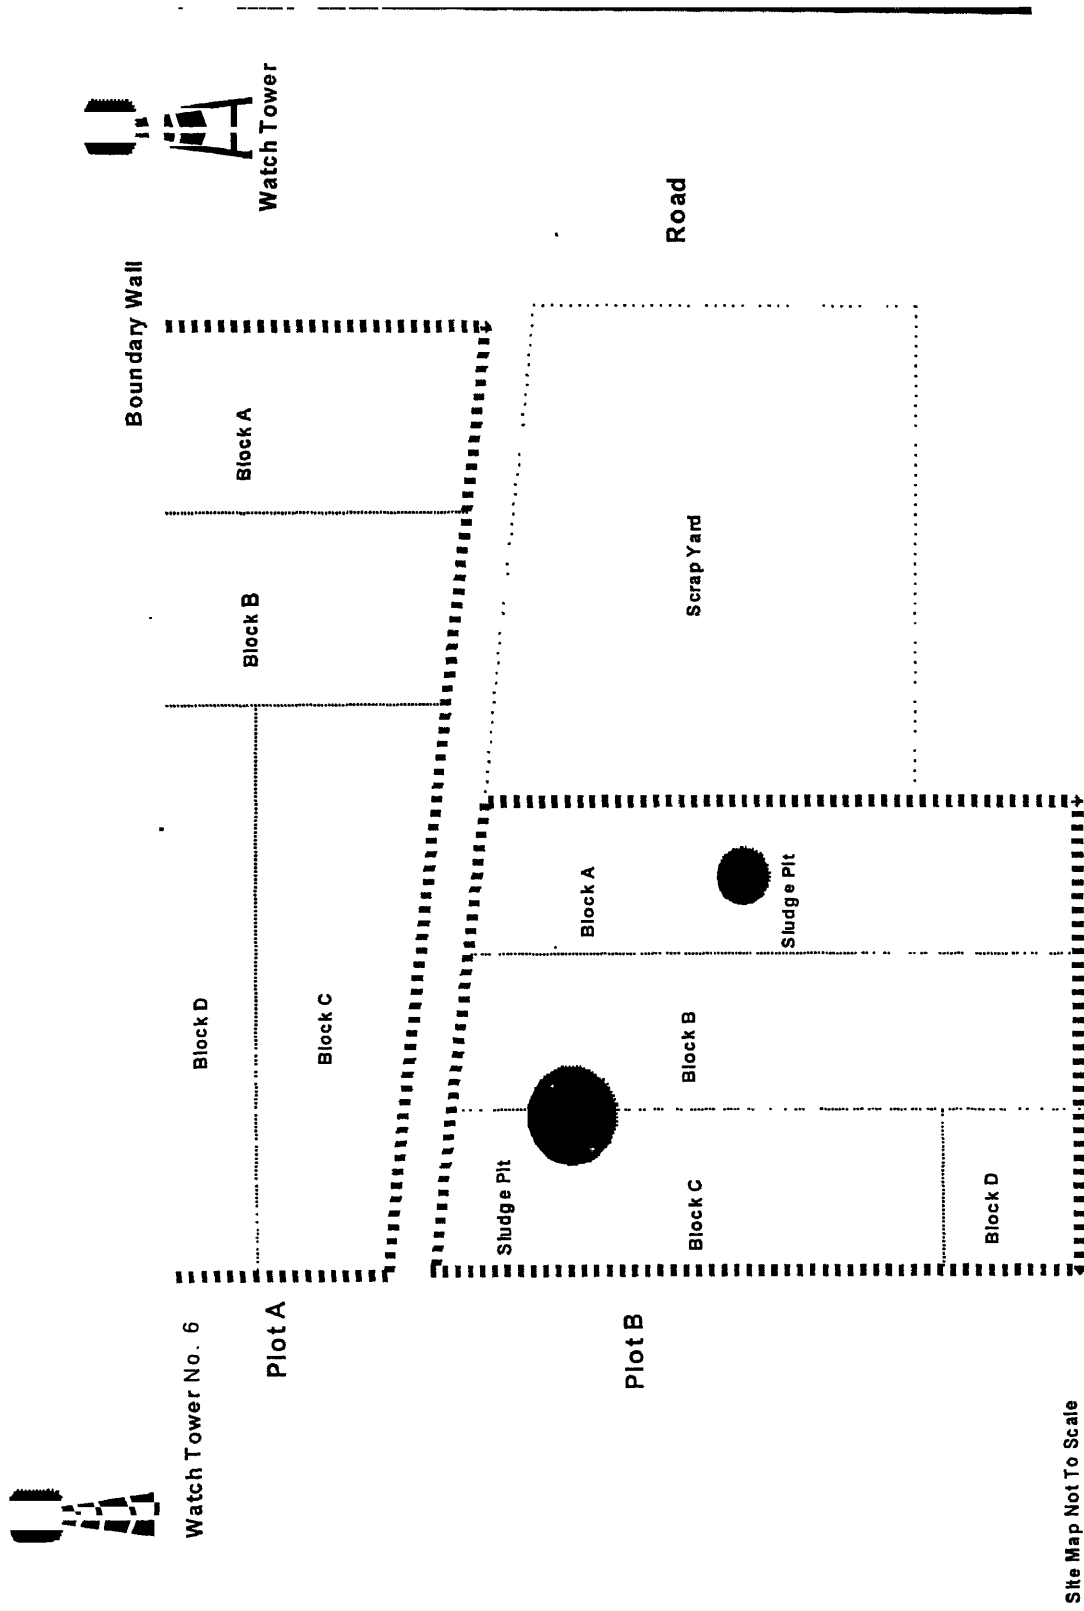 Watch Tower No. 6
Boundary Wall
Watch Tower
Plot A
Block D
Block C
Block B
Block A
Plot B
Sludge Pit
Block C
Block B
Block A
Sludge Pit
Block D
Scrap Yard
Road
Site Map Not To Scale